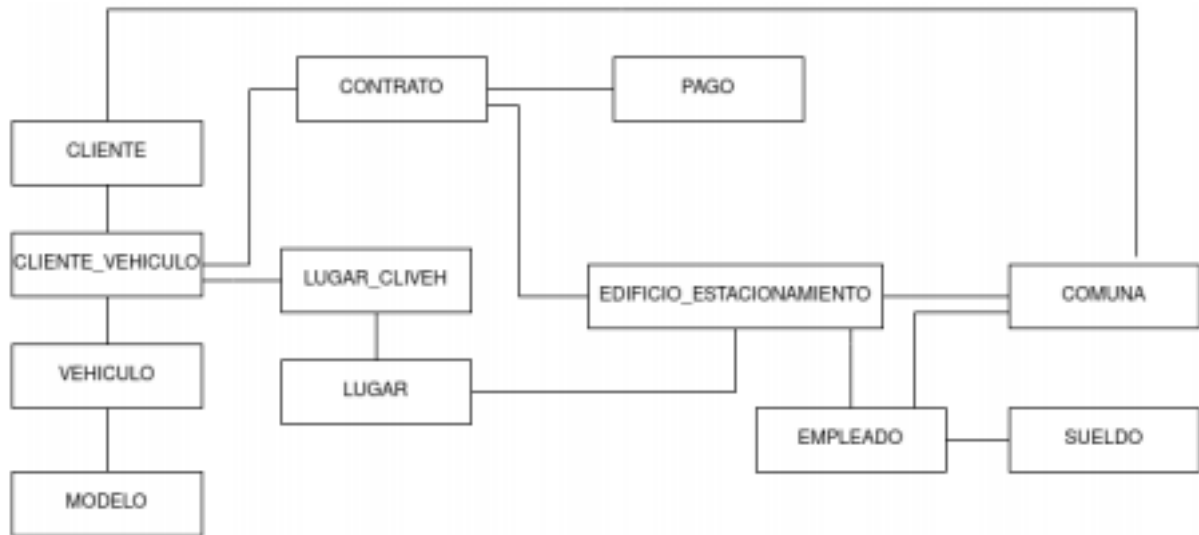 CONTRATO
PAGO
CLIENTE
CLIENTE_VEHICULO
LUGAR_CLIVEH
EDIFICIO_ESTACIONAMIENTO
COMUNA
VEHICULO
LUGAR
EMPLEADO
SUELDO
MODELO